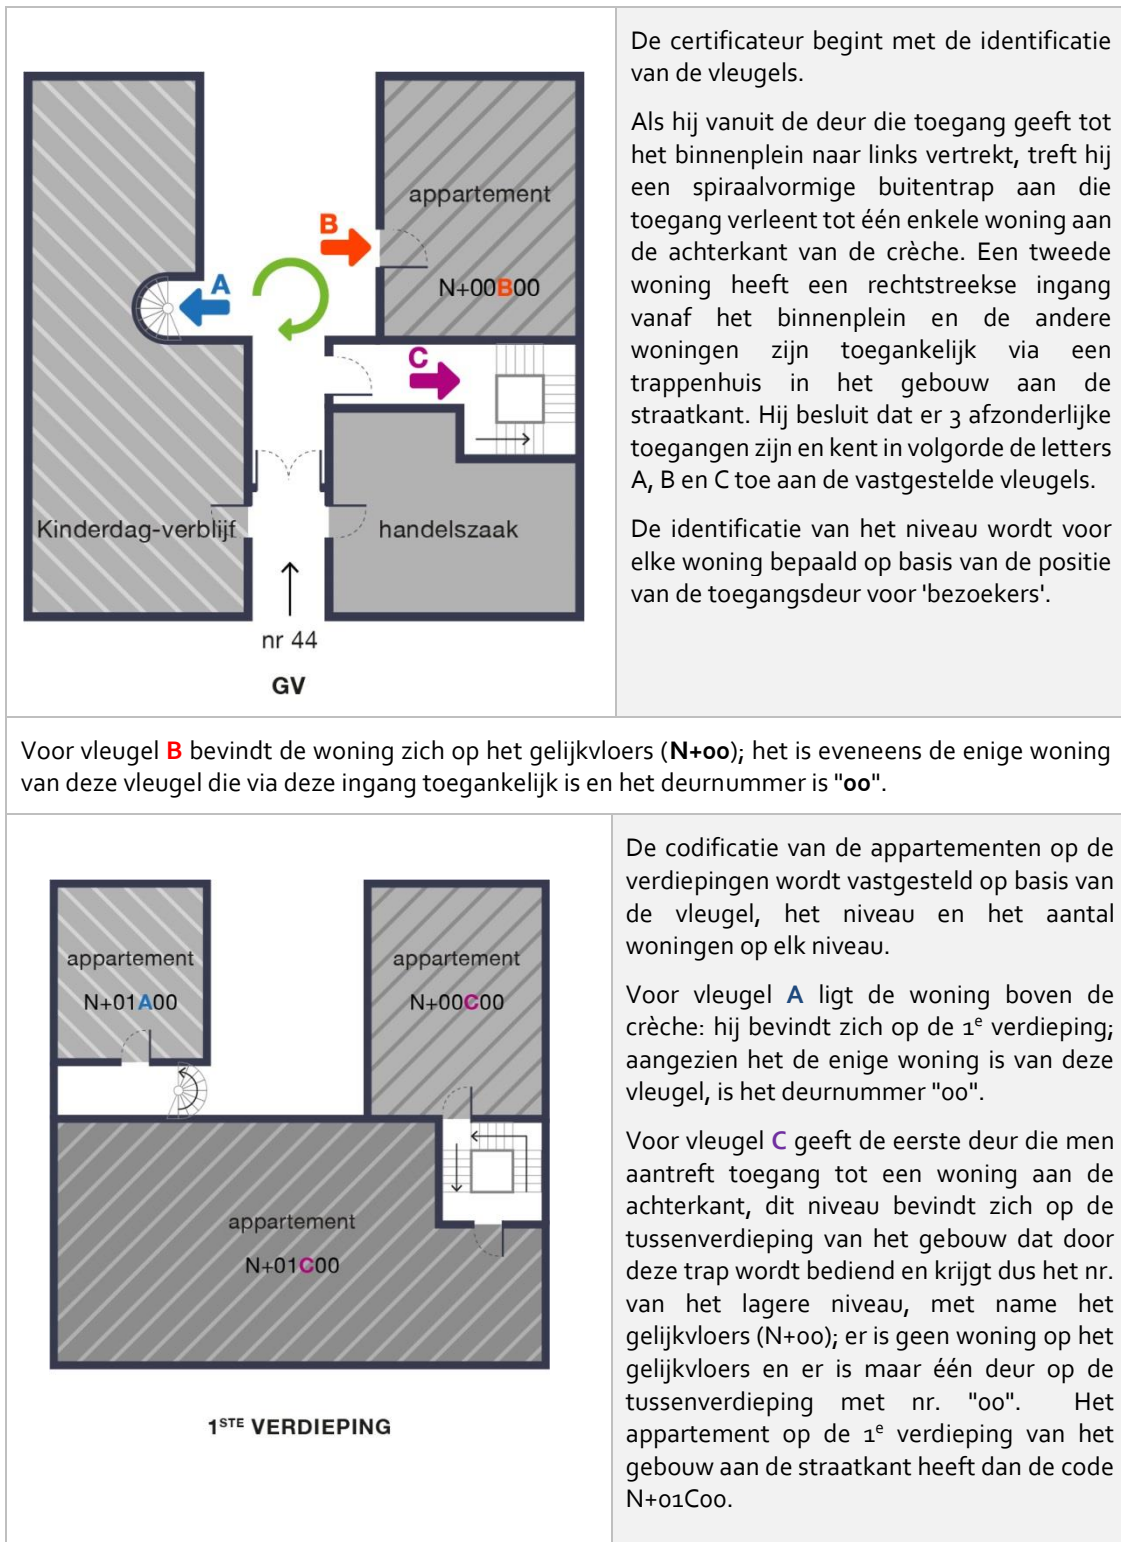 De certificateur begint met de identificatie
van de vleugels.
Als hij vanuit de deur die toegang geeft tot
het binnenplein naar links vertrekt, treft hij
een spiraalvormige buitentrap aan die
toegang verleent tot één enkele woning aan
de achterkant van de crèche. Een tweede
woning heeft een rechtstreekse ingang
vanaf het binnenplein en de andere
woningen zijn toegankelijk via een
trappenhuis in het gebouw aan de
straatkant. Hij besluit dat er 3 afzonderlijke
toegangen zijn en kent in volgorde de letters
A, B en C toe aan de vastgestelde vleugels.
De identificatie van het niveau wordt voor
elke woning bepaald op basis van de positie
van de toegangsdeur voor 'bezoekers'.
appartement
B
N+00B00
A
C
Kinderdag-verblijf
handelszaak
nr 44
GV
Voor vleugel B bevindt de woning zich op het gelijkvloers (N+00); het is eveneens de enige woning
van deze vleugel die via deze ingang toegankelijk is en het deurnummer is "00".
appartement
N+01A00
appartement
N+00C00
appartement
N+01C00
1STE VERDIEPING
De codificatie van de appartementen op de
verdiepingen wordt vastgesteld op basis van
de vleugel, het niveau en het aantal
woningen op elk niveau.
Voor vleugel A ligt de woning boven de
crèche: hij bevindt zich op de 1e verdieping;
aangezien het de enige woning is van deze
vleugel, is het deurnummer "00".
Voor vleugel C geeft de eerste deur die men
aantreft toegang tot een woning aan de
achterkant, dit niveau bevindt zich op de
tussenverdieping van het gebouw dat door
deze trap wordt bediend en krijgt dus het nr.
van het lagere niveau, met name het
gelijkvloers (N+00); er is geen woning op het
gelijkvloers en er is maar één deur op de
tussenverdieping met nr. "00". Het
appartement op de 1e verdieping van het
gebouw aan de straatkant heeft dan de code
N+01C00.